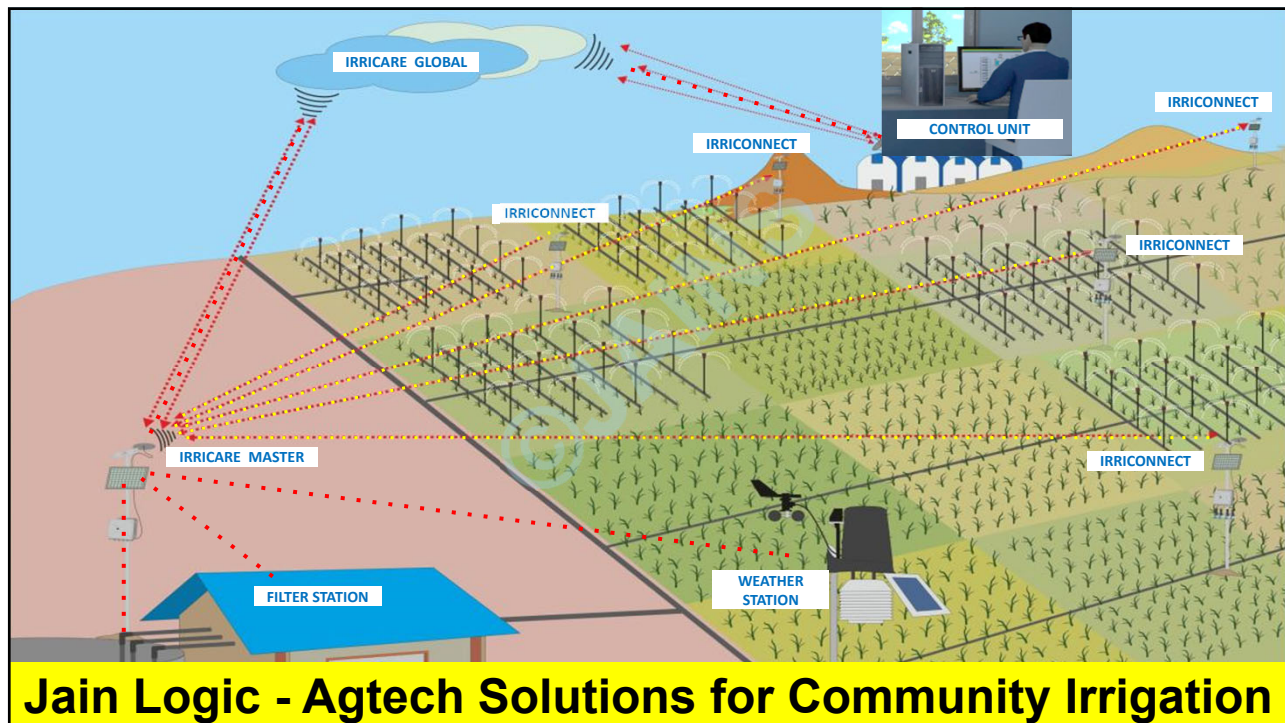 IRRICARE GLOBAL
CONTROL UNIT
IRRICONNECT
IRRICONNECT
IRRICONNECT
IRRICONNECT
IRRICARE MASTER
IRRICONNECT
FILTER STATION
WEATHER
STATION
Jain Logic - Agtech Solutions for Community Irrigation